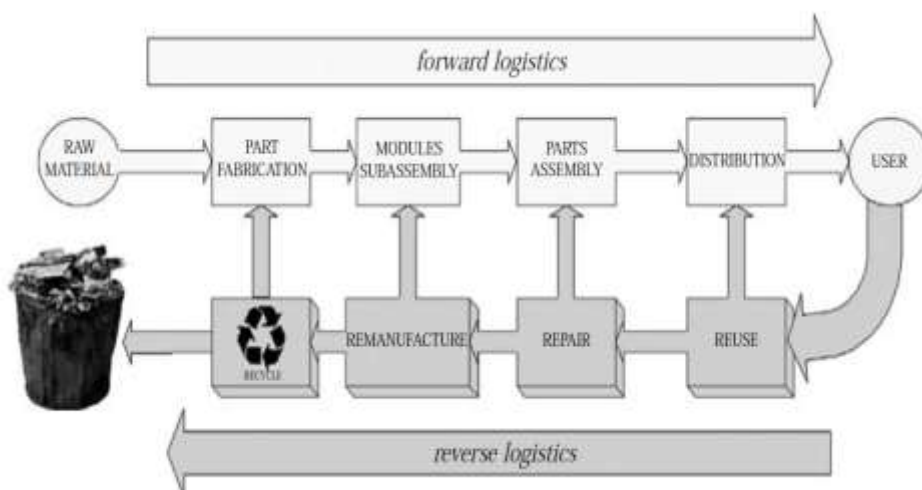 forward logistics
RAW
MATERIAL
PART
FABRICATION
MODULES
SUBASSEMBLY
PARTS
ASSEMBLY
DISTRIBUTION
USER
RECYCLE
REMANUFACTURE
REPAIR
REUSE
reverse logistics